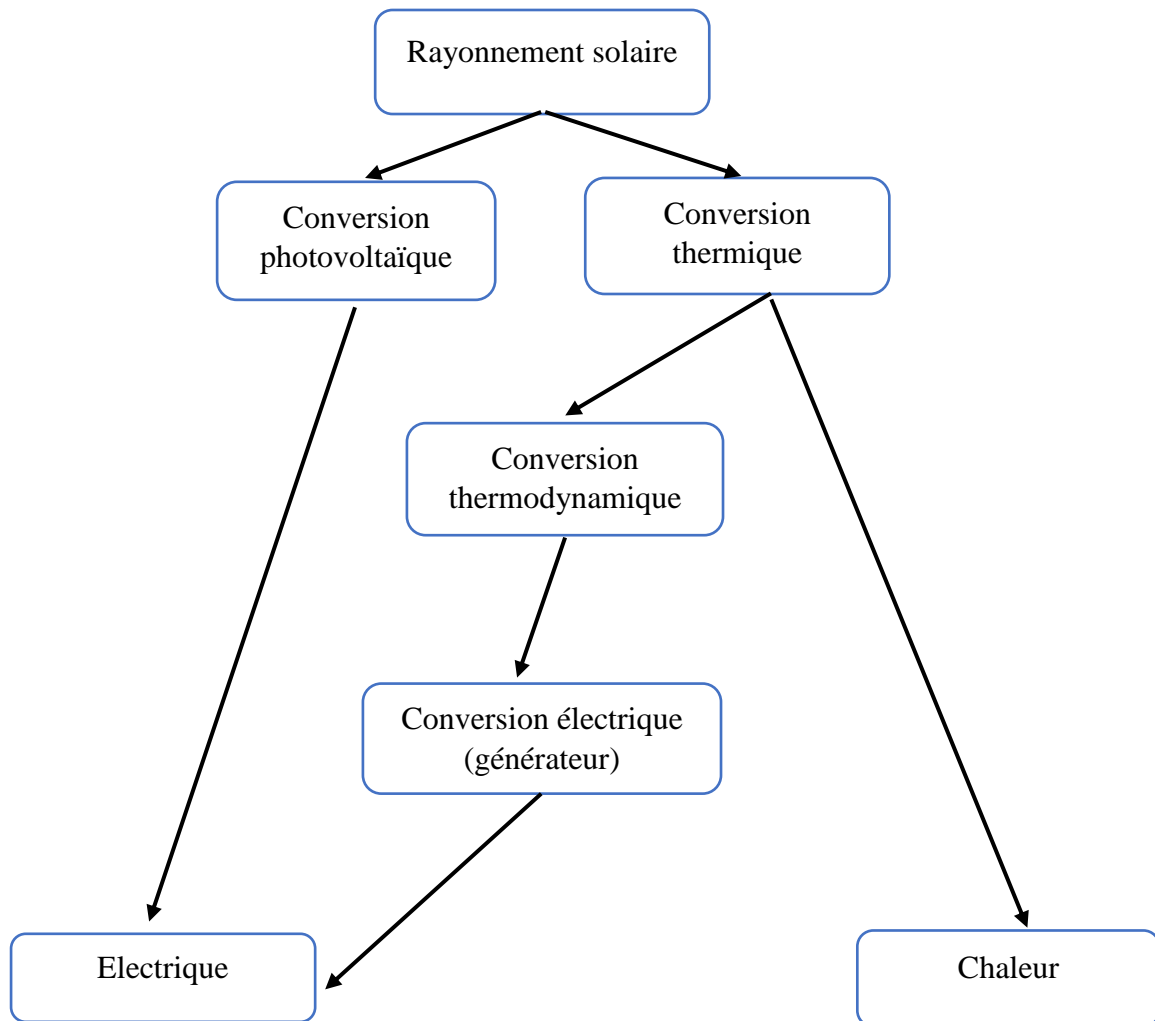 Rayonnement solaire
Conversion
photovoltaïque
Conversion
thermique
Conversion
thermodynamique
Conversion électrique
(générateur)
Electrique
Chaleur